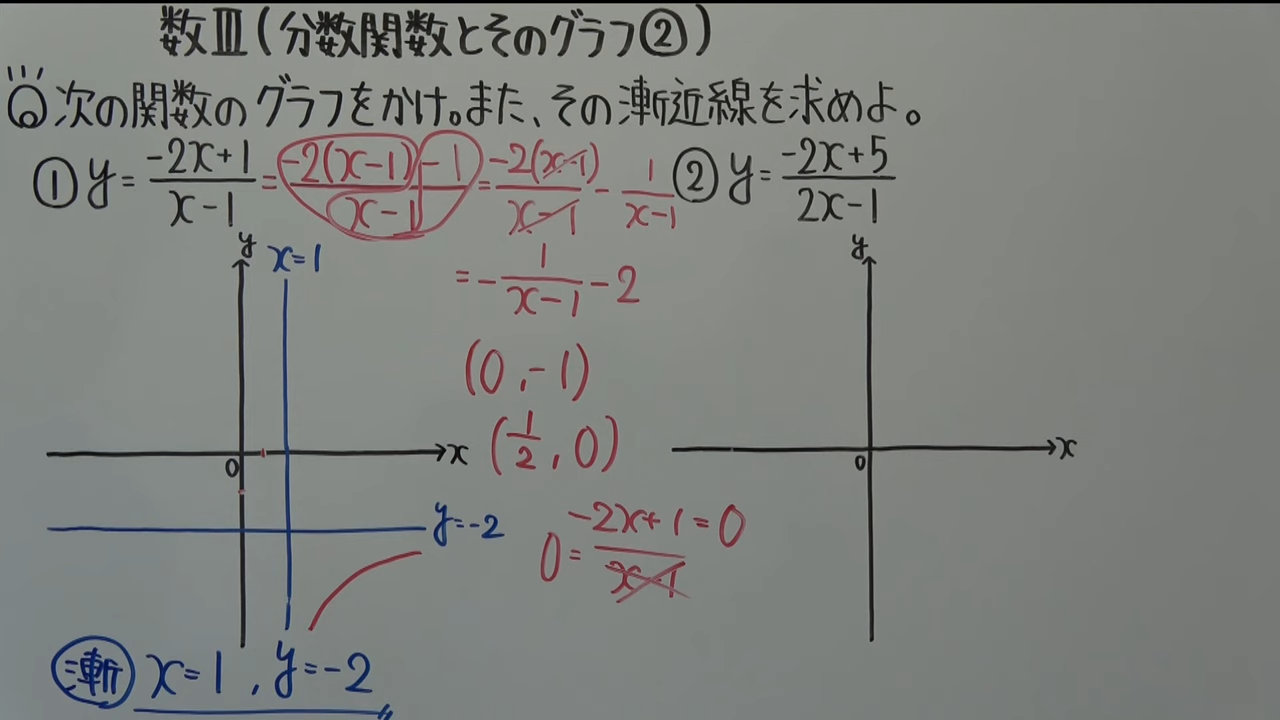 数Ⅲ(分数関数とそのグラフ②)
Q次の関数のグラフをかけ。また、その漸近線を求めよ。
① y = (-2x+1)/(x-1) = (-2(x-1)-1)/(x-1) = -2(x-1)/(x-1) - 1/(x-1)
= -1/(x-1) - 2
(0, -1)
(1/2, 0)
0 = (-2x+1)/(x-1) = 0
y
x=1
x
0
y=-2
漸 x=1, y=-2
② y = (-2x+5)/(2x-1)
y
x
0